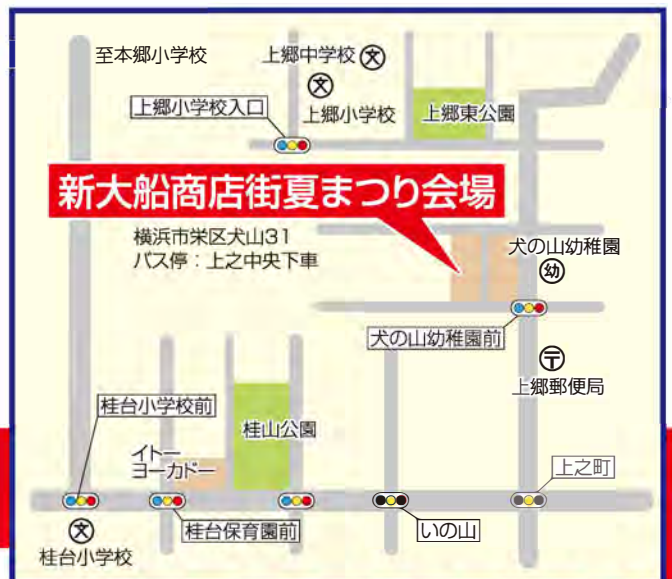 至本郷小学校
上郷中学校
文
文
上郷小学校
上郷小学校入口
上郷東公園
新大船商店街夏まつり会場
横浜市栄区犬山31
バス停：上之中央下車
犬の山幼稚園
幼
犬の山幼稚園前
〒
上郷郵便局
桂台小学校前
桂山公園
イトー
ヨーカドー
上之町
桂台保育園前
いの山
文
桂台小学校